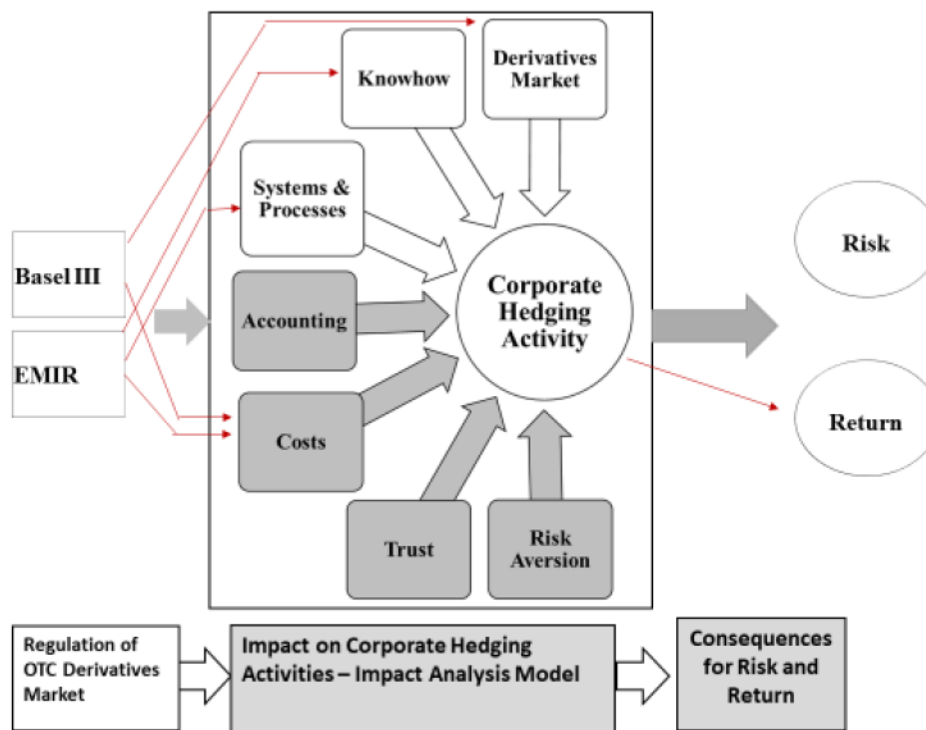 Knowhow
Derivatives
Market
Systems &
Processes
Basel III
EMIR
Accounting
Costs
Trust
Risk
Aversion
Corporate
Hedging
Activity
Risk
Return
Regulation of
OTC Derivatives
Market
Impact on Corporate Hedging
Activities – Impact Analysis Model
Consequences
for Risk and
Return